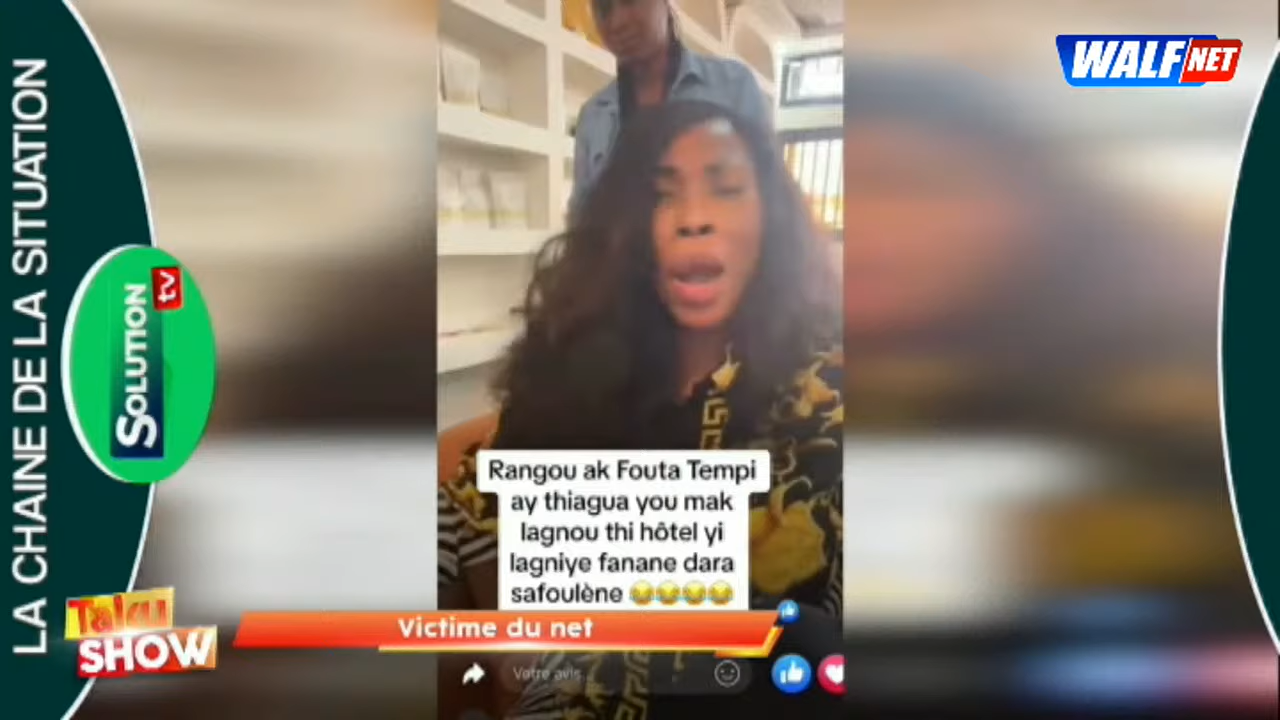 LA CHAINE DE LA SITUATION
SOLUTION tv
WALF NET
Rangou ak Fouta Tempi
ay thiagua you mak
lagnou thi hôtel yi
lagniye fanane dara
safoulène 😂😂😂😂
Taku
SHOW
Victime du net
Votre avis...